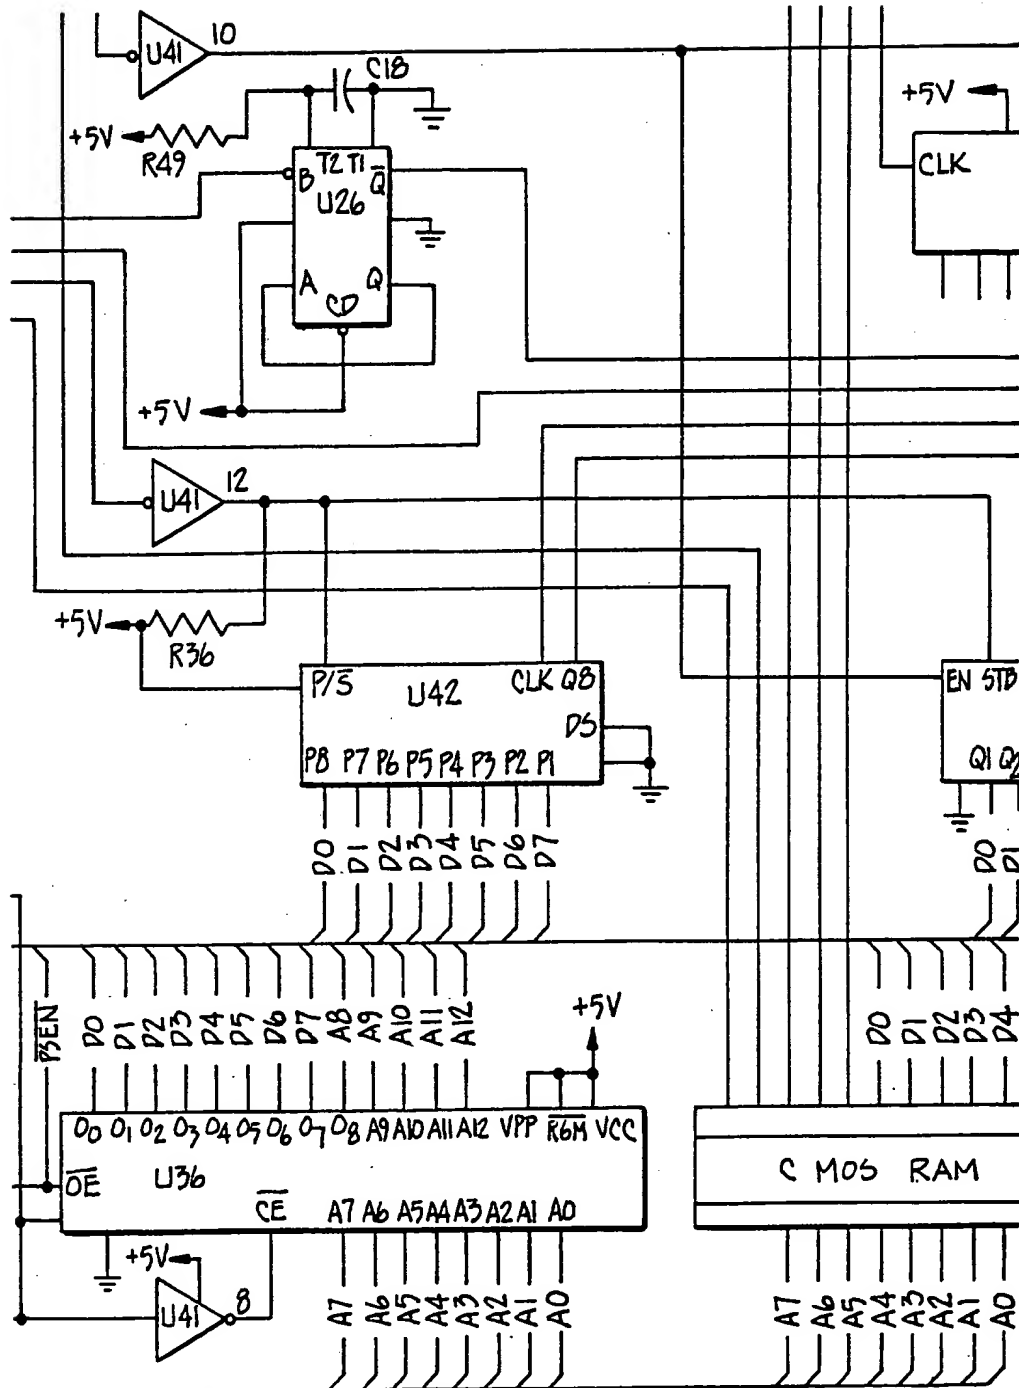 U41
10
C18
+5V
R49
+5V
CLK
T2 T1
B
Q̅
U26
A
Q
CD
+5V
U41
12
+5V
R36
P/S̅
U42
CLK Q8
DS
P8 P7 P6 P5 P4 P3 P2 P1
EN STB
Q1 Q2
D0 D1 D2 D3 D4 D5 D6 D7
D0 D1
P̅S̅E̅N̅
D0 D1 D2 D3 D4 D5 D6 D7 A8 A9 A10 A11 A12
+5V
D0 D1 D2 D3 D4
O0 O1 O2 O3 O4 O5 O6 O7 O8 A9 A10 A11 A12 VPP R̅G̅M̅ VCC
O̅E̅
U36
C̅E̅
A7 A6 A5 A4 A3 A2 A1 A0
C MOS RAM
+5V
U41
8
A7 A6 A5 A4 A3 A2 A1 A0
A7 A6 A5 A4 A3 A2 A1 A0